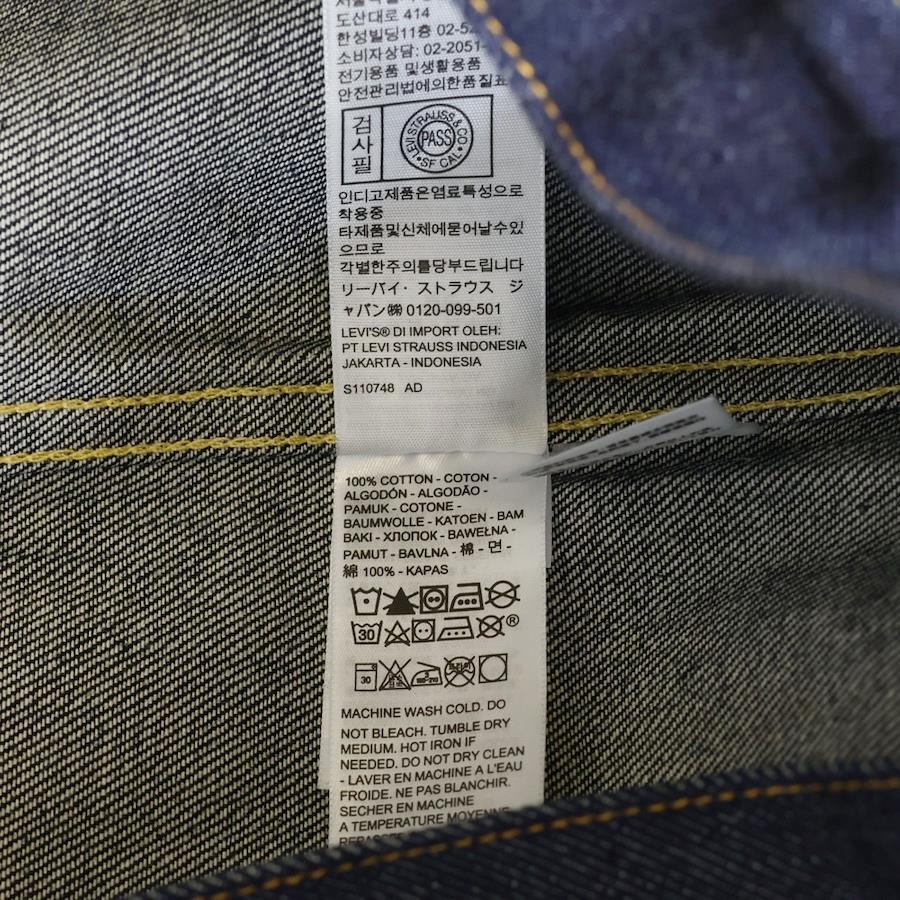 도산대로 414
한성빌딩11층 02-52
소비자상담: 02-2051-
전기용품 및생활용품
안전관리법에의한품질표
검사필
LEVI STRAUSS & CO
PASS
SF CAL
인디고제품은염료특성으로
착용중
타제품및신체에묻어날수있
으므로
각별한주의를당부드립니다
リーバイ・ストラウス ジ
ャパン㈱ 0120-099-501
LEVI'S® DI IMPORT OLEH:
PT LEVI STRAUSS INDONESIA
JAKARTA - INDONESIA
S110748 AD
100% COTTON - COTON -
ALGODÓN - ALGODÃO -
PAMUK - COTONE -
BAUMWOLLE - KATOEN - BAM
BAKI - ХЛОПОК - BAWEŁNA -
PAMUT - BAVLNA - 棉 - 면 -
綿 100% - KAPAS
30 ®
30
MACHINE WASH COLD. DO
NOT BLEACH. TUMBLE DRY
MEDIUM. HOT IRON IF
NEEDED. DO NOT DRY CLEAN
- LAVER EN MACHINE A L'EAU
FROIDE. NE PAS BLANCHIR.
SECHER EN MACHINE
A TEMPERATURE MOYENNE.